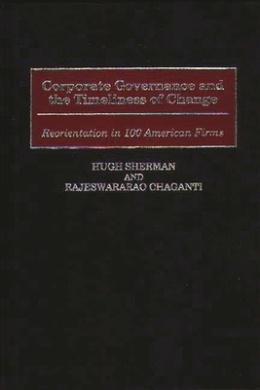 Corporate Governance and
the Timeliness of Change
Reorientation in 100 American Firms
HUGH SHERMAN
AND
RAJESWARARAO CHAGANTI